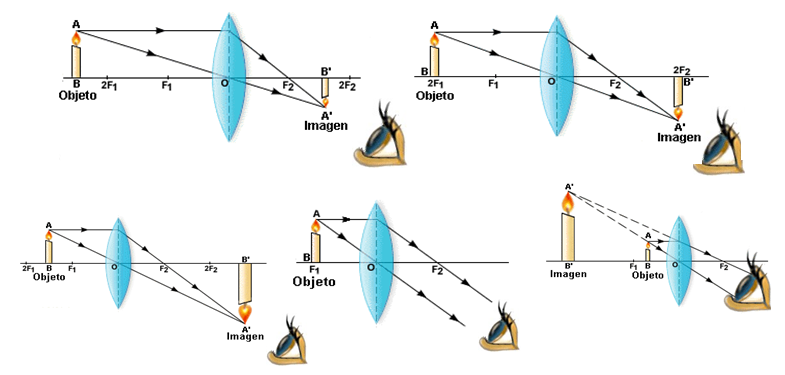 A
B 2F₁ F₁ O F₂ B' 2F₂
Objeto
A'
Imagen
A
B 2F₁ F₁ O F₂ 2F₂ B'
Objeto
A'
Imagen
A
2F₁ B F₁ O F₂ 2F₂ B'
Objeto
A'
Imagen
A
B F₁ O F₂
Objeto
A'
A
B' F₁ B O F₂
Imagen Objeto